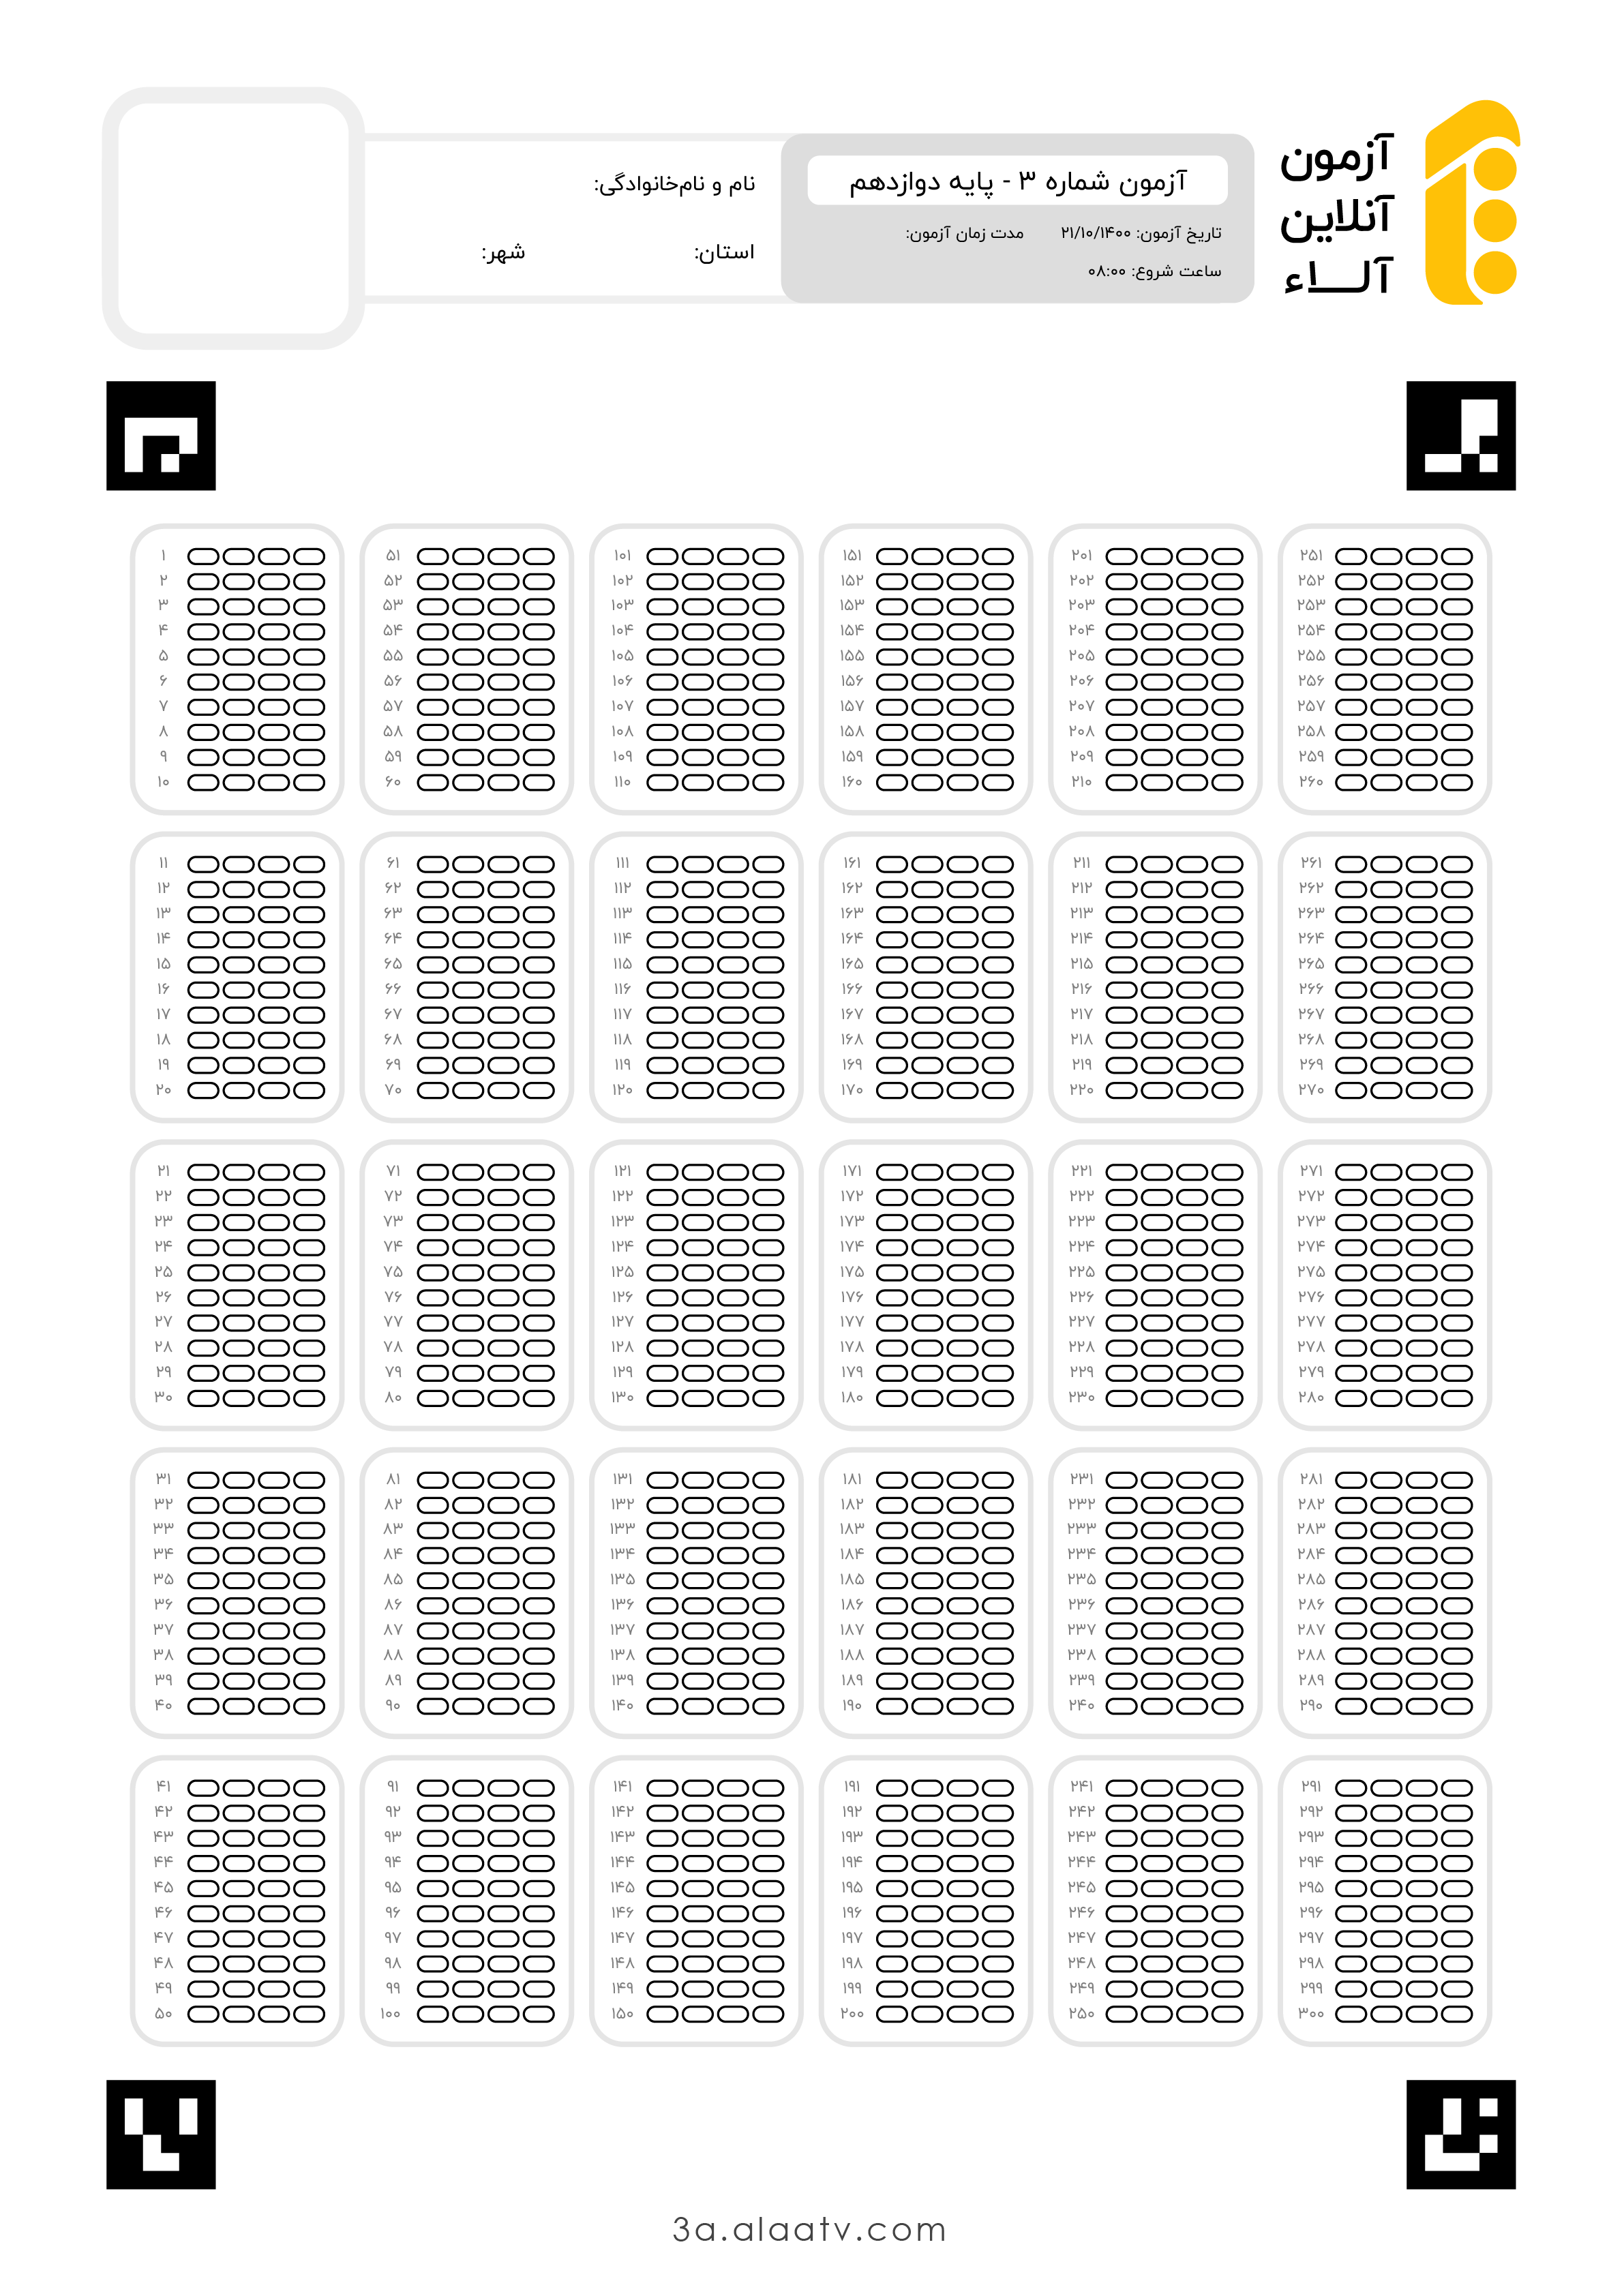 آزمون
آنلاین
آلاء
آزمون شماره ۳ - پایه دوازدهم
تاریخ آزمون: ۲۱/۱۰/۱۴۰۰ مدت زمان آزمون:
ساعت شروع: ۰۸:۰۰
نام و نام‌خانوادگی:
استان: شهر:
۱ ۵۱ ۱۰۱ ۱۵۱ ۲۰۱ ۲۵۱
۲ ۵۲ ۱۰۲ ۱۵۲ ۲۰۲ ۲۵۲
۳ ۵۳ ۱۰۳ ۱۵۳ ۲۰۳ ۲۵۳
۴ ۵۴ ۱۰۴ ۱۵۴ ۲۰۴ ۲۵۴
۵ ۵۵ ۱۰۵ ۱۵۵ ۲۰۵ ۲۵۵
۶ ۵۶ ۱۰۶ ۱۵۶ ۲۰۶ ۲۵۶
۷ ۵۷ ۱۰۷ ۱۵۷ ۲۰۷ ۲۵۷
۸ ۵۸ ۱۰۸ ۱۵۸ ۲۰۸ ۲۵۸
۹ ۵۹ ۱۰۹ ۱۵۹ ۲۰۹ ۲۵۹
۱۰ ۶۰ ۱۱۰ ۱۶۰ ۲۱۰ ۲۶۰
۱۱ ۶۱ ۱۱۱ ۱۶۱ ۲۱۱ ۲۶۱
۱۲ ۶۲ ۱۱۲ ۱۶۲ ۲۱۲ ۲۶۲
۱۳ ۶۳ ۱۱۳ ۱۶۳ ۲۱۳ ۲۶۳
۱۴ ۶۴ ۱۱۴ ۱۶۴ ۲۱۴ ۲۶۴
۱۵ ۶۵ ۱۱۵ ۱۶۵ ۲۱۵ ۲۶۵
۱۶ ۶۶ ۱۱۶ ۱۶۶ ۲۱۶ ۲۶۶
۱۷ ۶۷ ۱۱۷ ۱۶۷ ۲۱۷ ۲۶۷
۱۸ ۶۸ ۱۱۸ ۱۶۸ ۲۱۸ ۲۶۸
۱۹ ۶۹ ۱۱۹ ۱۶۹ ۲۱۹ ۲۶۹
۲۰ ۷۰ ۱۲۰ ۱۷۰ ۲۲۰ ۲۷۰
۲۱ ۷۱ ۱۲۱ ۱۷۱ ۲۲۱ ۲۷۱
۲۲ ۷۲ ۱۲۲ ۱۷۲ ۲۲۲ ۲۷۲
۲۳ ۷۳ ۱۲۳ ۱۷۳ ۲۲۳ ۲۷۳
۲۴ ۷۴ ۱۲۴ ۱۷۴ ۲۲۴ ۲۷۴
۲۵ ۷۵ ۱۲۵ ۱۷۵ ۲۲۵ ۲۷۵
۲۶ ۷۶ ۱۲۶ ۱۷۶ ۲۲۶ ۲۷۶
۲۷ ۷۷ ۱۲۷ ۱۷۷ ۲۲۷ ۲۷۷
۲۸ ۷۸ ۱۲۸ ۱۷۸ ۲۲۸ ۲۷۸
۲۹ ۷۹ ۱۲۹ ۱۷۹ ۲۲۹ ۲۷۹
۳۰ ۸۰ ۱۳۰ ۱۸۰ ۲۳۰ ۲۸۰
۳۱ ۸۱ ۱۳۱ ۱۸۱ ۲۳۱ ۲۸۱
۳۲ ۸۲ ۱۳۲ ۱۸۲ ۲۳۲ ۲۸۲
۳۳ ۸۳ ۱۳۳ ۱۸۳ ۲۳۳ ۲۸۳
۳۴ ۸۴ ۱۳۴ ۱۸۴ ۲۳۴ ۲۸۴
۳۵ ۸۵ ۱۳۵ ۱۸۵ ۲۳۵ ۲۸۵
۳۶ ۸۶ ۱۳۶ ۱۸۶ ۲۳۶ ۲۸۶
۳۷ ۸۷ ۱۳۷ ۱۸۷ ۲۳۷ ۲۸۷
۳۸ ۸۸ ۱۳۸ ۱۸۸ ۲۳۸ ۲۸۸
۳۹ ۸۹ ۱۳۹ ۱۸۹ ۲۳۹ ۲۸۹
۴۰ ۹۰ ۱۴۰ ۱۹۰ ۲۴۰ ۲۹۰
۴۱ ۹۱ ۱۴۱ ۱۹۱ ۲۴۱ ۲۹۱
۴۲ ۹۲ ۱۴۲ ۱۹۲ ۲۴۲ ۲۹۲
۴۳ ۹۳ ۱۴۳ ۱۹۳ ۲۴۳ ۲۹۳
۴۴ ۹۴ ۱۴۴ ۱۹۴ ۲۴۴ ۲۹۴
۴۵ ۹۵ ۱۴۵ ۱۹۵ ۲۴۵ ۲۹۵
۴۶ ۹۶ ۱۴۶ ۱۹۶ ۲۴۶ ۲۹۶
۴۷ ۹۷ ۱۴۷ ۱۹۷ ۲۴۷ ۲۹۷
۴۸ ۹۸ ۱۴۸ ۱۹۸ ۲۴۸ ۲۹۸
۴۹ ۹۹ ۱۴۹ ۱۹۹ ۲۴۹ ۲۹۹
۵۰ ۱۰۰ ۱۵۰ ۲۰۰ ۲۵۰ ۳۰۰
3a.alaatv.com